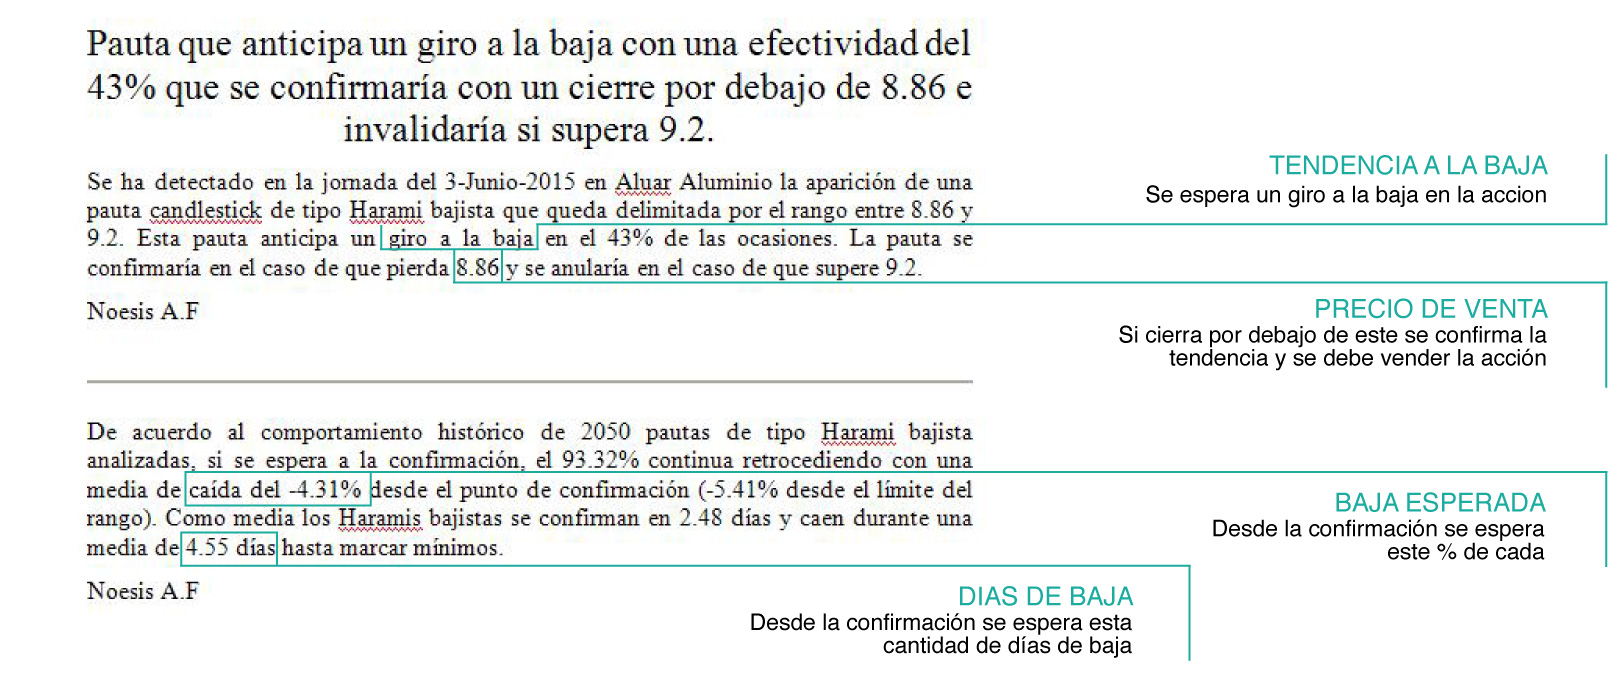 Pauta que anticipa un giro a la baja con una efectividad del
43% que se confirmaría con un cierre por debajo de 8.86 e
invalidaría si supera 9.2.
Se ha detectado en la jornada del 3-Junio-2015 en Aluar Aluminio la aparición de una
pauta candlestick de tipo Harami bajista que queda delimitada por el rango entre 8.86 y
9.2. Esta pauta anticipa un giro a la baja en el 43% de las ocasiones. La pauta se
confirmaría en el caso de que pierda 8.86 y se anularía en el caso de que supere 9.2.
Noesis A.F
TENDENCIA A LA BAJA
Se espera un giro a la baja en la accion
PRECIO DE VENTA
Si cierra por debajo de este se confirma la
tendencia y se debe vender la acción
De acuerdo al comportamiento histórico de 2050 pautas de tipo Harami bajista
analizadas, si se espera a la confirmación, el 93.32% continua retrocediendo con una
media de caída del -4.31% desde el punto de confirmación (-5.41% desde el límite del
rango). Como media los Haramis bajistas se confirman en 2.48 días y caen durante una
media de 4.55 días hasta marcar mínimos.
Noesis A.F
BAJA ESPERADA
Desde la confirmación se espera
este % de cada
DIAS DE BAJA
Desde la confirmación se espera esta
cantidad de días de baja